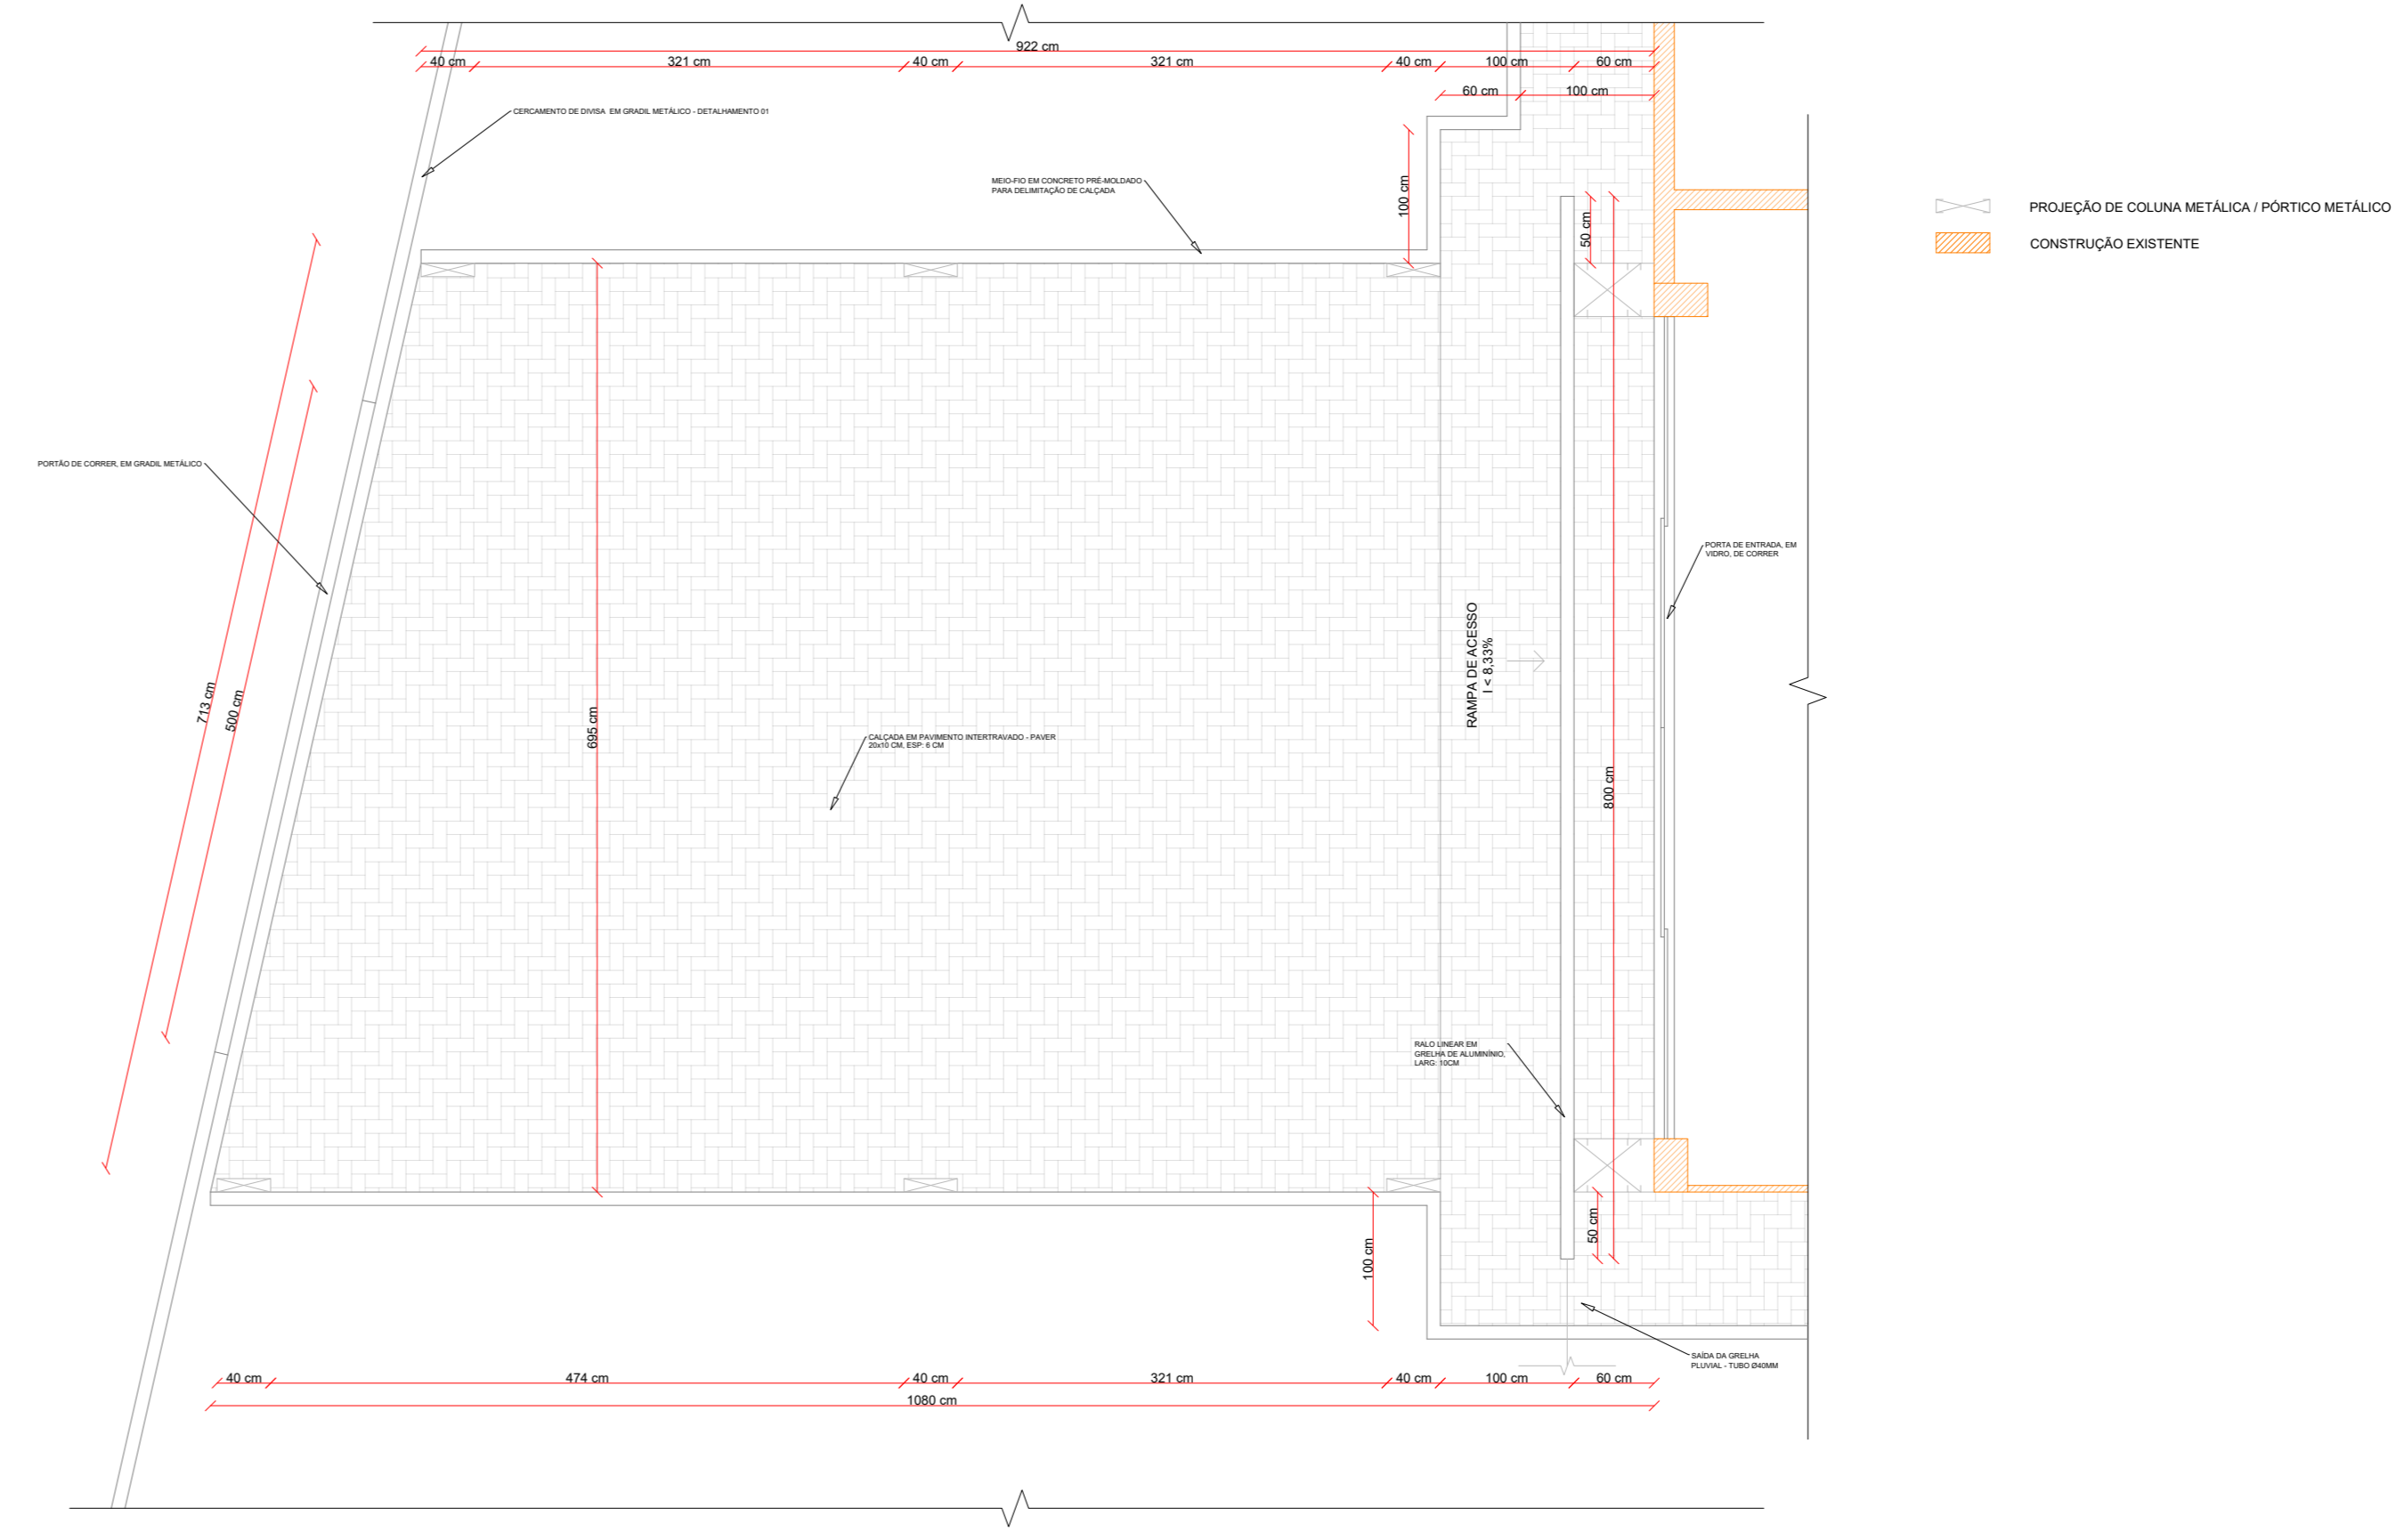 922 cm
40 cm
321 cm
40 cm
321 cm
40 cm
100 cm
60 cm
60 cm
100 cm
CERCAMENTO DE DIVISA EM GRADIL METÁLICO - DETALHAMENTO 01
MEIO-FIO EM CONCRETO PRÉ-MOLDADO
PARA DELIMITAÇÃO DE CALÇADA
100 cm
50 cm
PROJEÇÃO DE COLUNA METÁLICA / PÓRTICO METÁLICO
CONSTRUÇÃO EXISTENTE
PORTÃO DE CORRER, EM GRADIL METÁLICO
PORTA DE ENTRADA, EM
VIDRO, DE CORRER
RAMPA DE ACESSO
I < 8,33%
713 cm
500 cm
695 cm
CALÇADA EM PAVIMENTO INTERTRAVADO - PAVER
20x10 CM, ESP: 6 CM
800 cm
RALO LINEAR EM
GRELHA DE ALUMINÍNIO,
LARG: 10CM
50 cm
100 cm
SAÍDA DA GRELHA
PLUVIAL - TUBO Ø40MM
40 cm
474 cm
40 cm
321 cm
40 cm
100 cm
60 cm
1080 cm